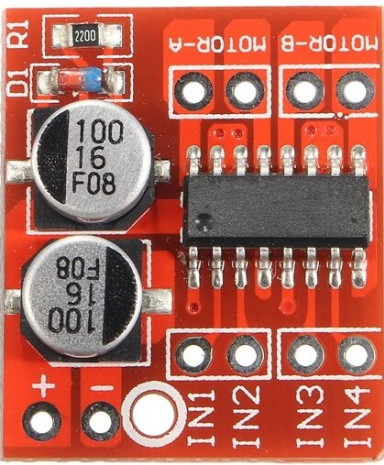 R1
2200
D1
MOTOR-A
MOTOR-B
100
16
F08
100
16
F08
+
-
IN1
IN2
IN3
IN4